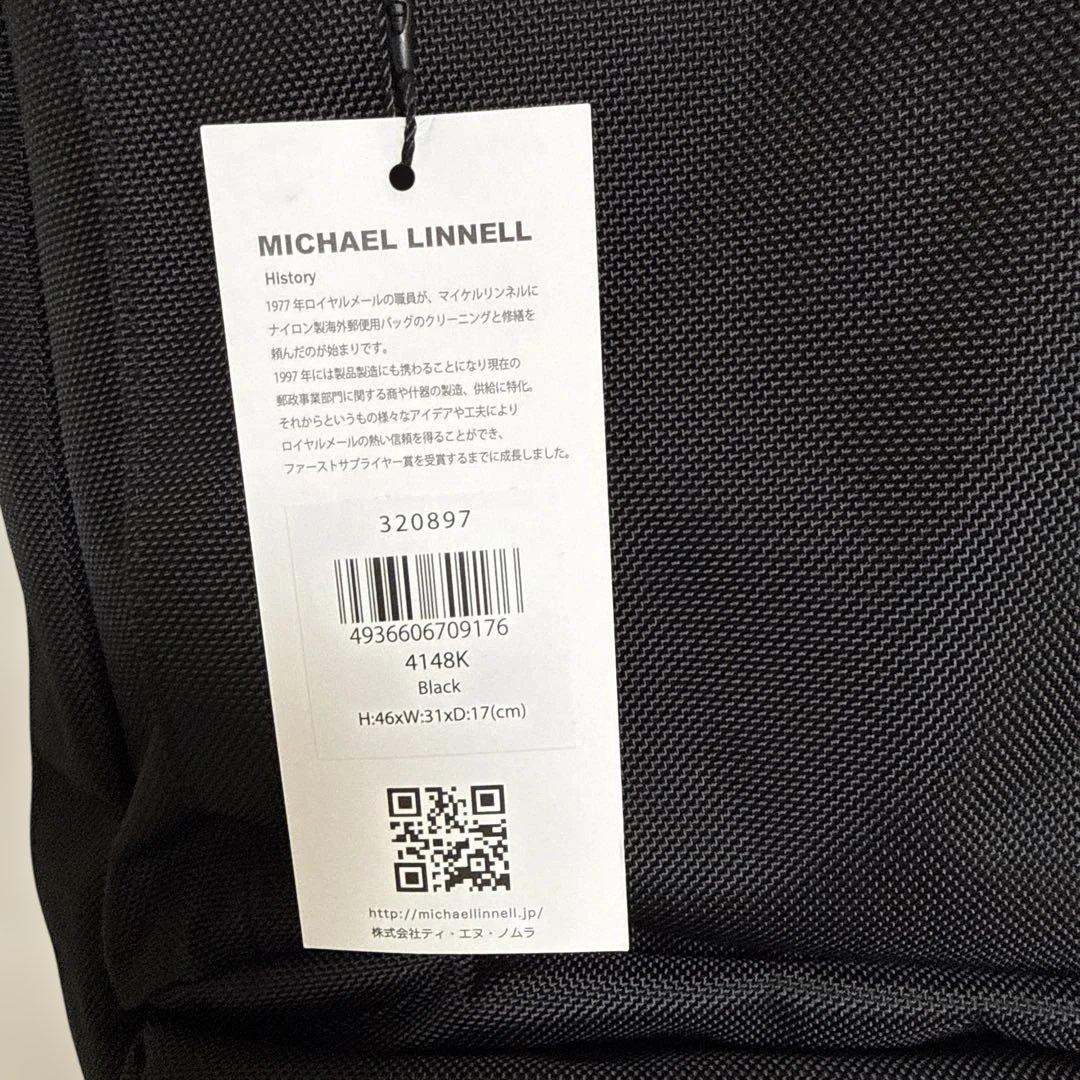 MICHAEL LINNELL
History
1977年ロイヤルメールの職員が、マイケルリンネルに
ナイロン製海外郵便用バッグのクリーニングと修繕を
頼んだのが始まりです。
1997年には製品製造にも携わることになり現在の
郵政事業部門に関する商や什器の製造、供給に特化。
それからというもの様々なアイデアや工夫により
ロイヤルメールの熱い信頼を得ることができ、
ファーストサプライヤー賞を受賞するまでに成長しました。
320897
4936606709176
4148K
Black
H:46xW:31xD:17(cm)
http://michaellinnell.jp/
株式会社ティ・エヌ・ノムラ